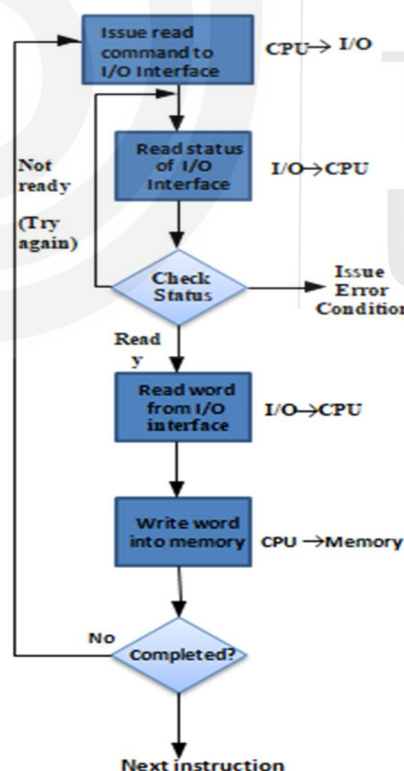 Issue read
command to
I/O Interface
CPU→ I/O
Read status
of I/O
Interface
I/O→CPU
Not
ready
(Try
again)
Check
Status
Issue
Error
Condition
Read
y
Read word
from I/O
interface
I/O→CPU
Write word
into memory
CPU →Memory
No
Completed?
Next instruction